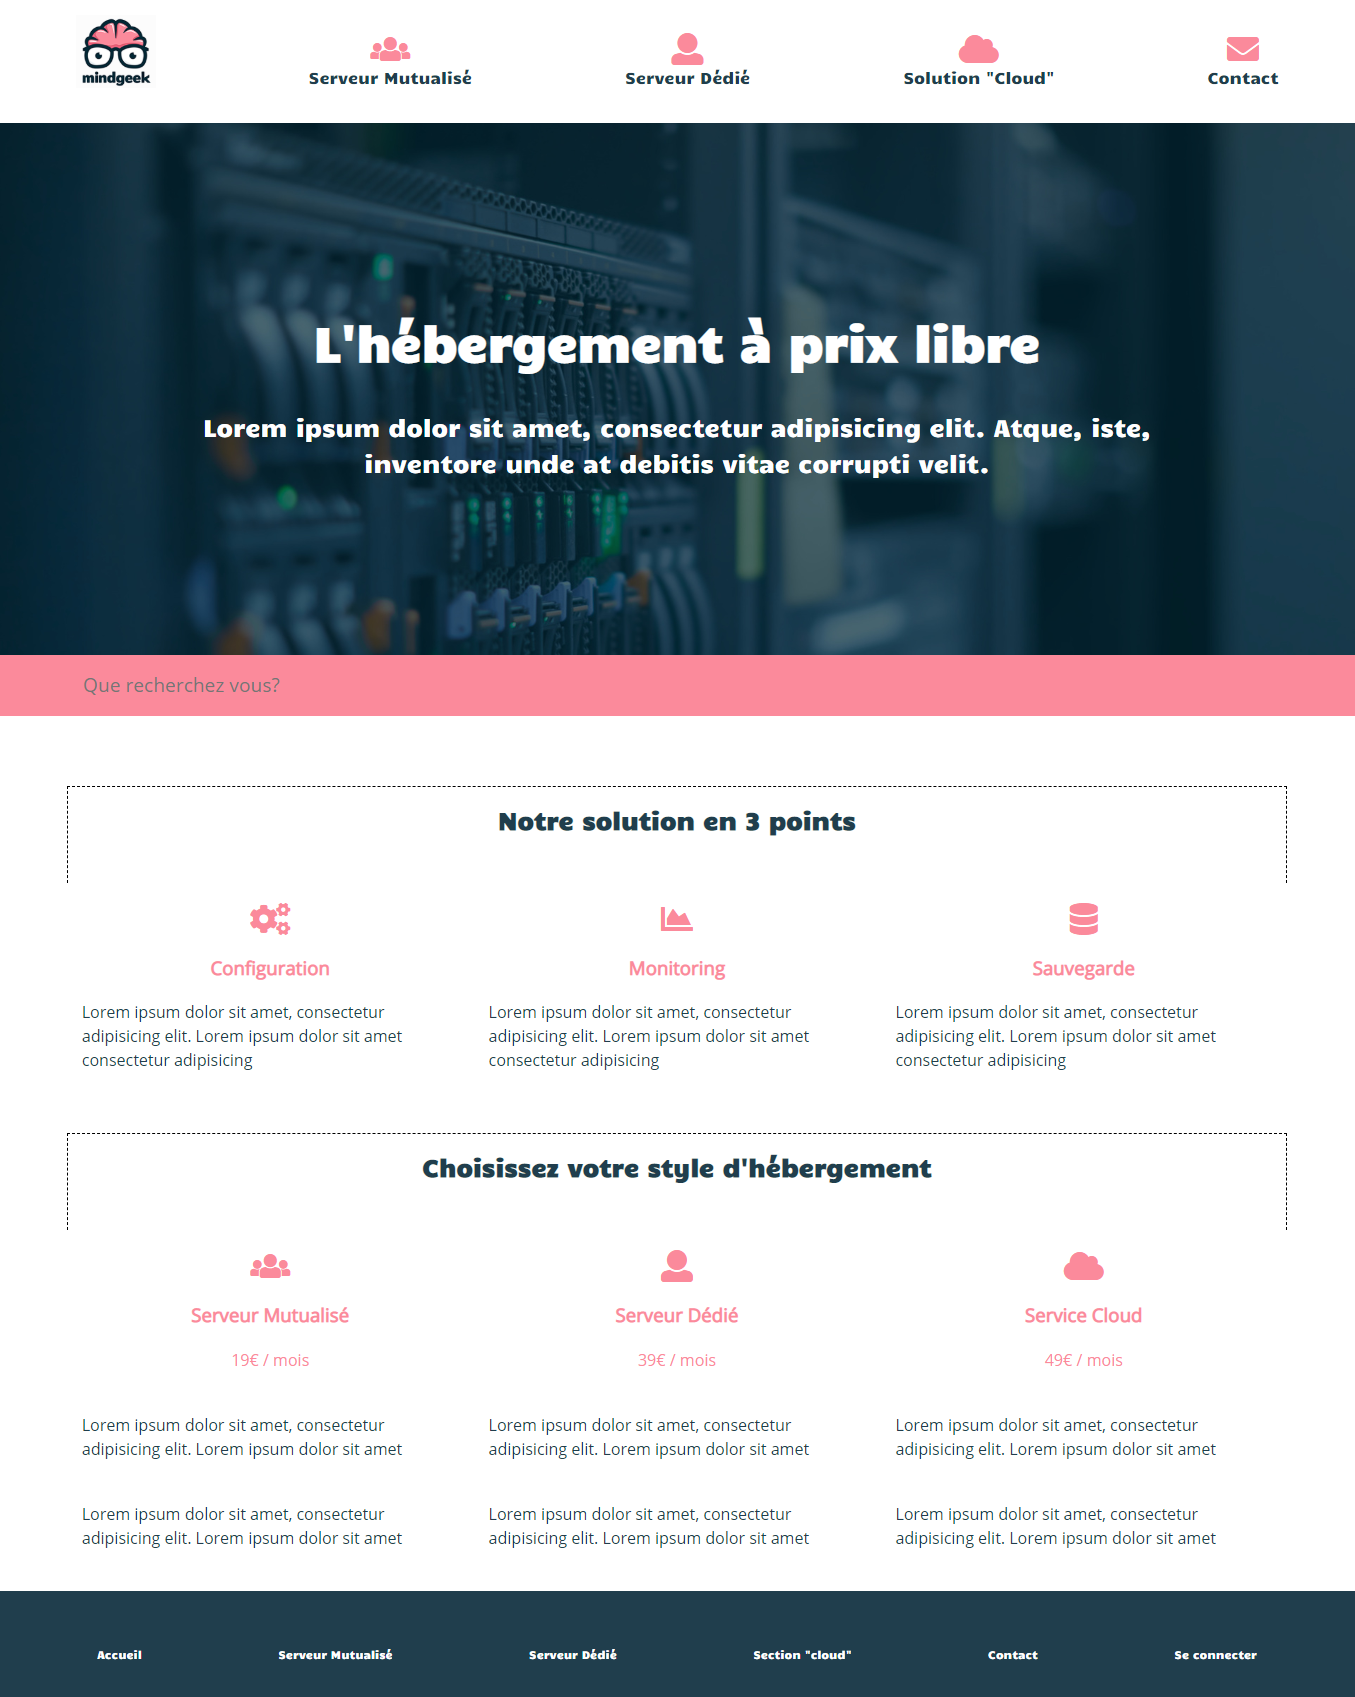 mindgeek
Serveur Mutualisé
Serveur Dédié
Solution "Cloud"
Contact
L'hébergement à prix libre
Lorem ipsum dolor sit amet, consectetur adipisicing elit. Atque, iste,
inventore unde at debitis vitae corrupti velit.
Que recherchez vous?
Notre solution en 3 points
Configuration
Lorem ipsum dolor sit amet, consectetur
adipisicing elit. Lorem ipsum dolor sit amet
consectetur adipisicing
Monitoring
Lorem ipsum dolor sit amet, consectetur
adipisicing elit. Lorem ipsum dolor sit amet
consectetur adipisicing
Sauvegarde
Lorem ipsum dolor sit amet, consectetur
adipisicing elit. Lorem ipsum dolor sit amet
consectetur adipisicing
Choisissez votre style d'hébergement
Serveur Mutualisé
19€ / mois
Lorem ipsum dolor sit amet, consectetur
adipisicing elit. Lorem ipsum dolor sit amet
Lorem ipsum dolor sit amet, consectetur
adipisicing elit. Lorem ipsum dolor sit amet
Serveur Dédié
39€ / mois
Lorem ipsum dolor sit amet, consectetur
adipisicing elit. Lorem ipsum dolor sit amet
Lorem ipsum dolor sit amet, consectetur
adipisicing elit. Lorem ipsum dolor sit amet
Service Cloud
49€ / mois
Lorem ipsum dolor sit amet, consectetur
adipisicing elit. Lorem ipsum dolor sit amet
Lorem ipsum dolor sit amet, consectetur
adipisicing elit. Lorem ipsum dolor sit amet
Accueil
Serveur Mutualisé
Serveur Dédié
Section "cloud"
Contact
Se connecter